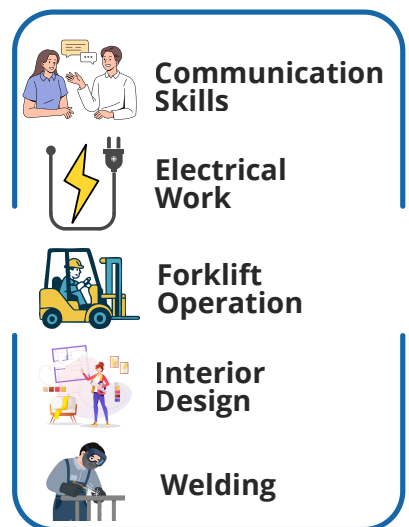 Communication
Skills
Electrical
Work
Forklift
Operation
Interior
Design
Welding